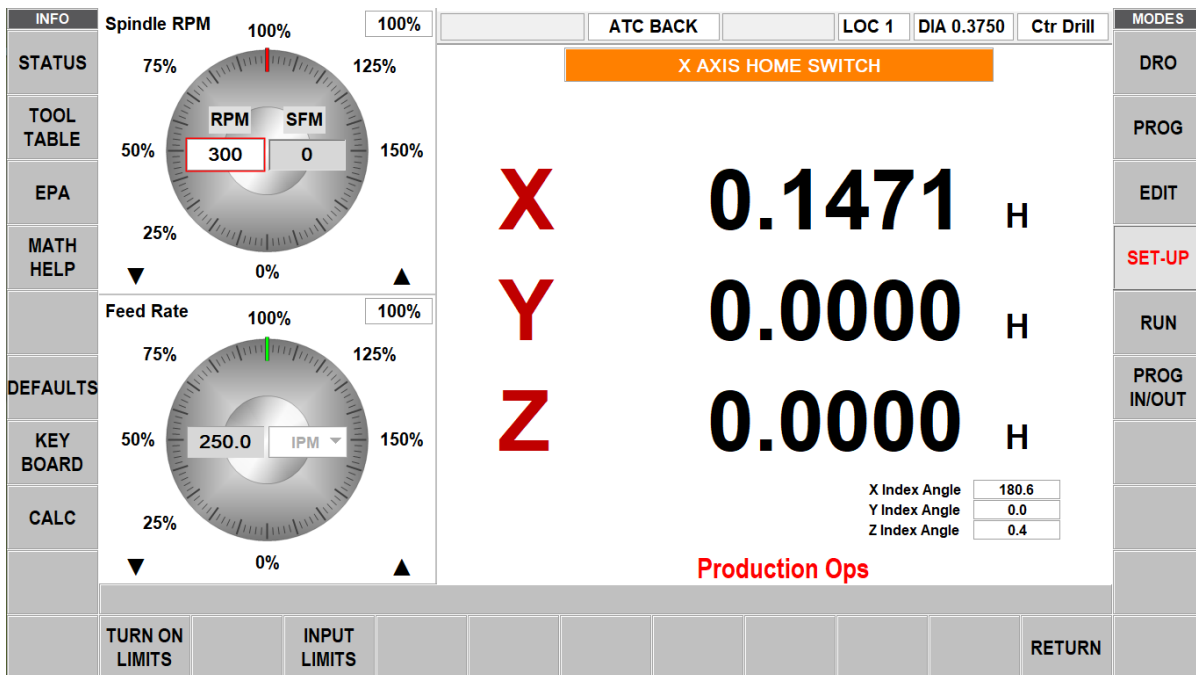 INFO
STATUS
TOOL
TABLE
EPA
MATH
HELP
DEFAULTS
KEY
BOARD
CALC
Spindle RPM
100%
100%
75%
125%
RPM
SFM
50%
300
0
150%
25%
▼
0%
▲
Feed Rate
100%
100%
75%
125%
50%
250.0
IPM
150%
25%
▼
0%
▲
ATC BACK
LOC 1
DIA 0.3750
Ctr Drill
X AXIS HOME SWITCH
X 0.1471 H
Y 0.0000 H
Z 0.0000 H
X Index Angle 180.6
Y Index Angle 0.0
Z Index Angle 0.4
Production Ops
MODES
DRO
PROG
EDIT
SET-UP
RUN
PROG
IN/OUT
TURN ON
LIMITS
INPUT
LIMITS
RETURN